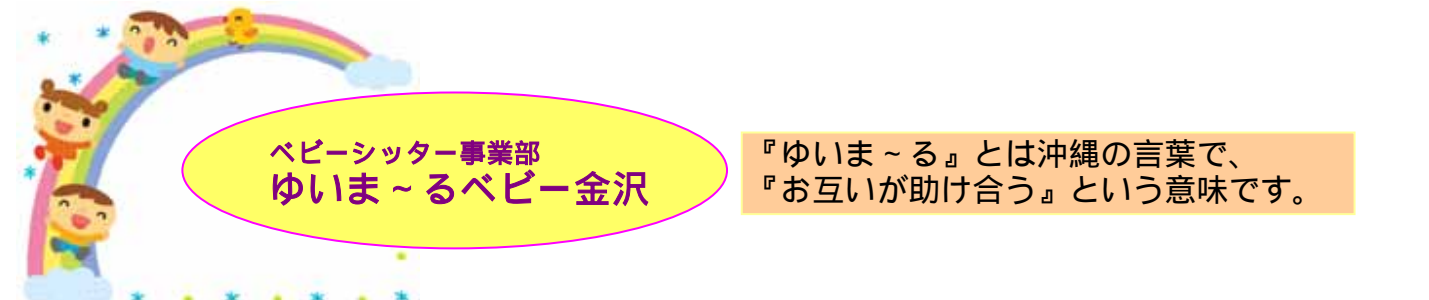 ベビーシッター事業部
ゆいま~るベビー金沢
『ゆいま~る』とは沖縄の言葉で、
『お互いが助け合う』という意味です。